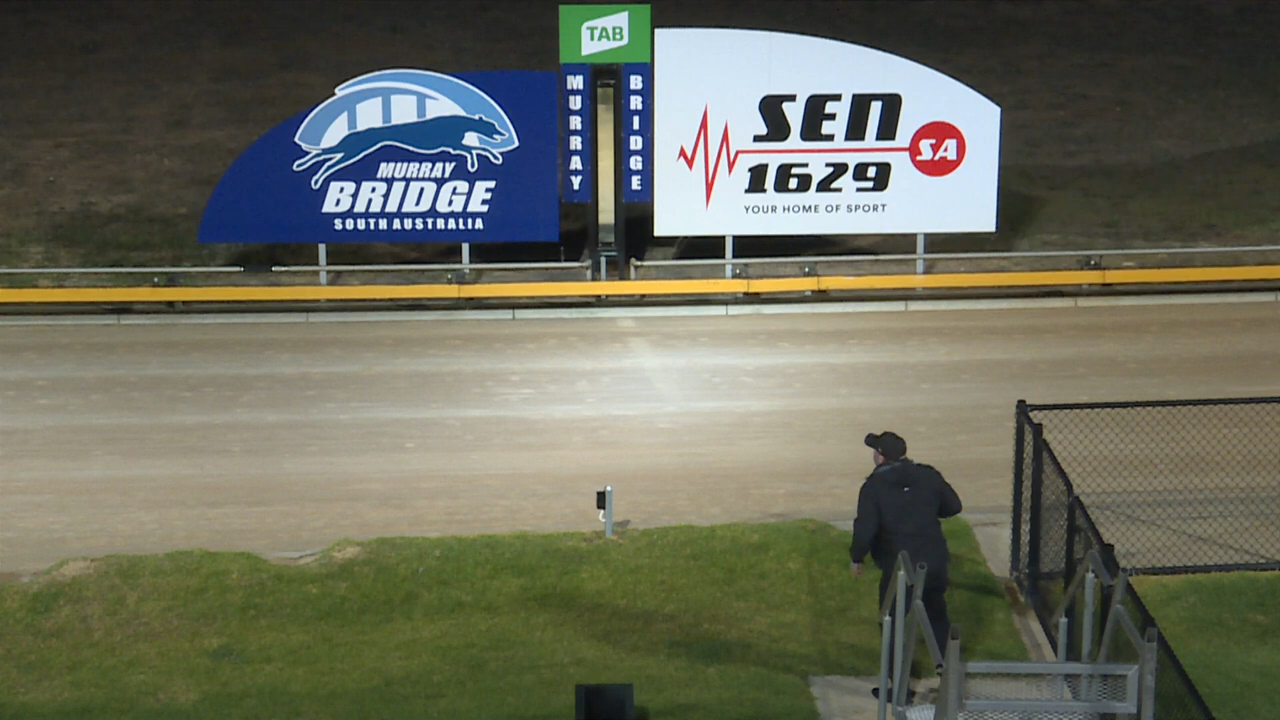 TAB
MURRAY
BRIDGE
MURRAY
BRIDGE
SOUTH AUSTRALIA
SEN
SA
1629
YOUR HOME OF SPORT